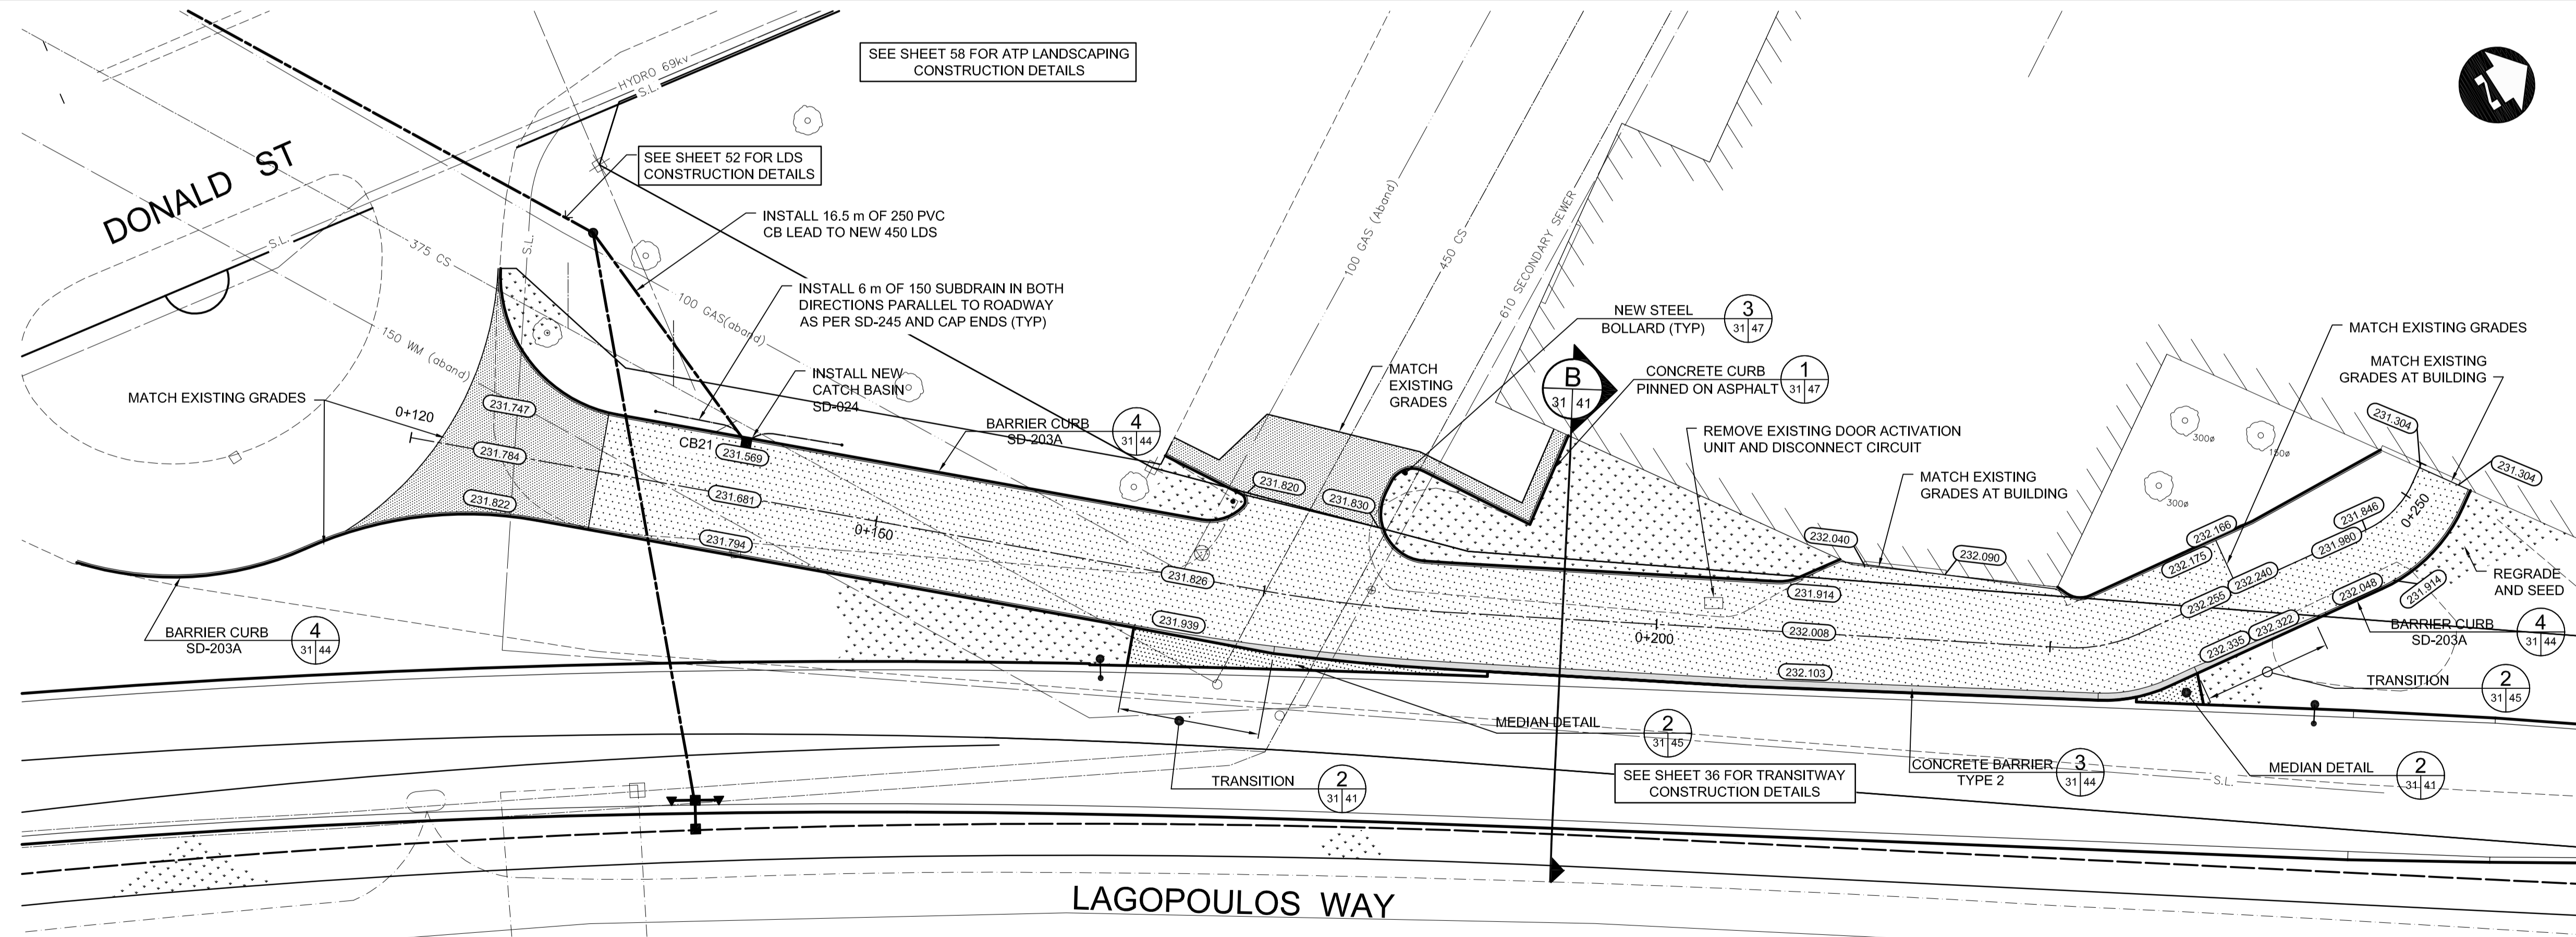 SEE SHEET 58 FOR ATP LANDSCAPING
CONSTRUCTION DETAILS
HYDRO 69kv
S.L.
DONALD ST
S.L.
S.L.
SEE SHEET 52 FOR LDS
CONSTRUCTION DETAILS
INSTALL 16.5 m OF 250 PVC
CB LEAD TO NEW 450 LDS
375 CS
100 GAS(aband)
150 WM (aband)
INSTALL 6 m OF 150 SUBDRAIN IN BOTH
DIRECTIONS PARALLEL TO ROADWAY
AS PER SD-245 AND CAP ENDS (TYP)
INSTALL NEW
CATCH BASIN
SD-024
MATCH EXISTING GRADES
0+120
231.747
231.784
231.822
CB21
231.569
231.681
231.794
0+150
BARRIER CURB
SD-203A
4
31 44
BARRIER CURB
SD-203A
4
31 44
100 GAS (Aband)
450 CS
610 SECONDARY SEWER
MATCH
EXISTING
GRADES
NEW STEEL
BOLLARD (TYP)
3
31 47
B
31 41
CONCRETE CURB
PINNED ON ASPHALT
1
31 47
REMOVE EXISTING DOOR ACTIVATION
UNIT AND DISCONNECT CIRCUIT
MATCH EXISTING
GRADES AT BUILDING
MATCH EXISTING GRADES
MATCH EXISTING
GRADES AT BUILDING
231.820
231.830
231.826
231.939
232.040
232.090
231.914
232.008
232.103
0+200
300ø
150ø
300ø
231.304
231.304
232.166
232.175
231.846
231.980
0+250
232.240
232.255
232.048
231.914
232.322
232.335
REGRADE
AND SEED
BARRIER CURB
SD-203A
4
31 44
TRANSITION
2
31 45
MEDIAN DETAIL
2
31 41
S.L.
CONCRETE BARRIER
TYPE 2
3
31 44
MEDIAN DETAIL
2
31 45
SEE SHEET 36 FOR TRANSITWAY
CONSTRUCTION DETAILS
TRANSITION
2
31 41
LAGOPOULOS WAY